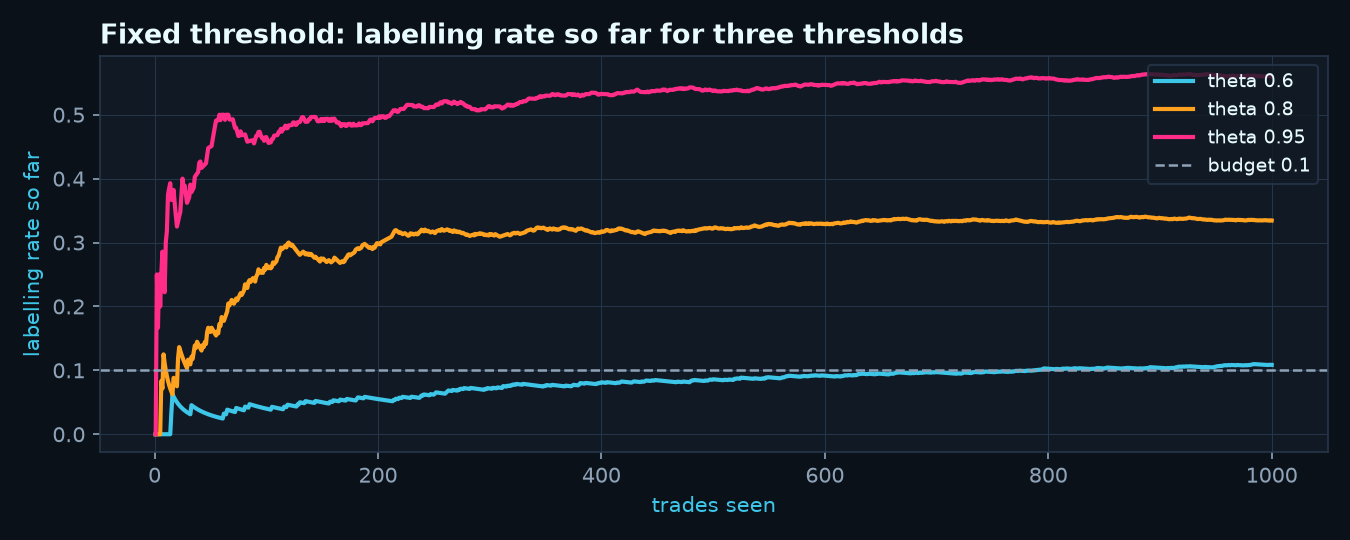 Fixed threshold: labelling rate so far for three thresholds
labelling rate so far
0.5
0.4
0.3
0.2
0.1
0.0
theta 0.6
theta 0.8
theta 0.95
budget 0.1
0 200 400 600 800 1000
trades seen